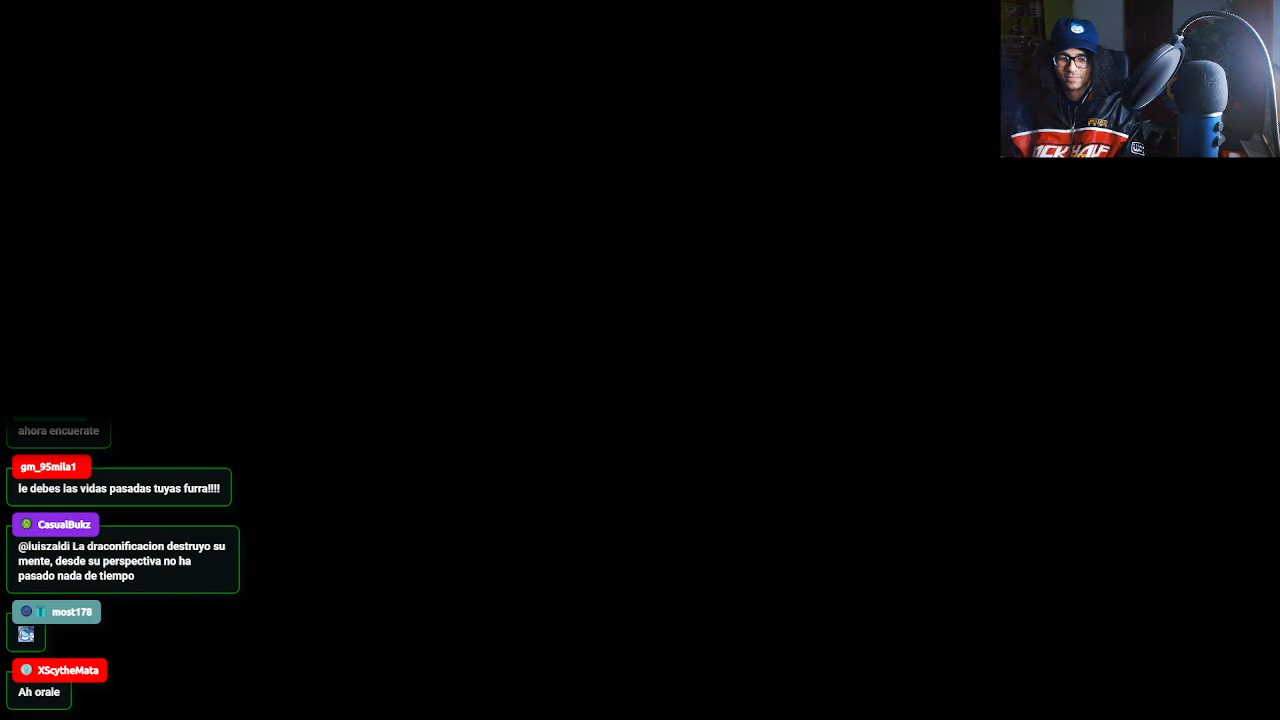 ahora encuerate
gm_95mila1
le debes las vidas pasadas tuyas furra!!!!
CasualBukz
@luiszaldi La draconificacion destruyo su
mente, desde su perspectiva no ha
pasado nada de tiempo
most178
XScytheMata
Ah orale